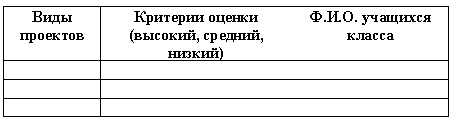 Виды
проектов
Критерии оценки
(высокий, средний,
низкий)
Ф.И.О. учащихся
класса